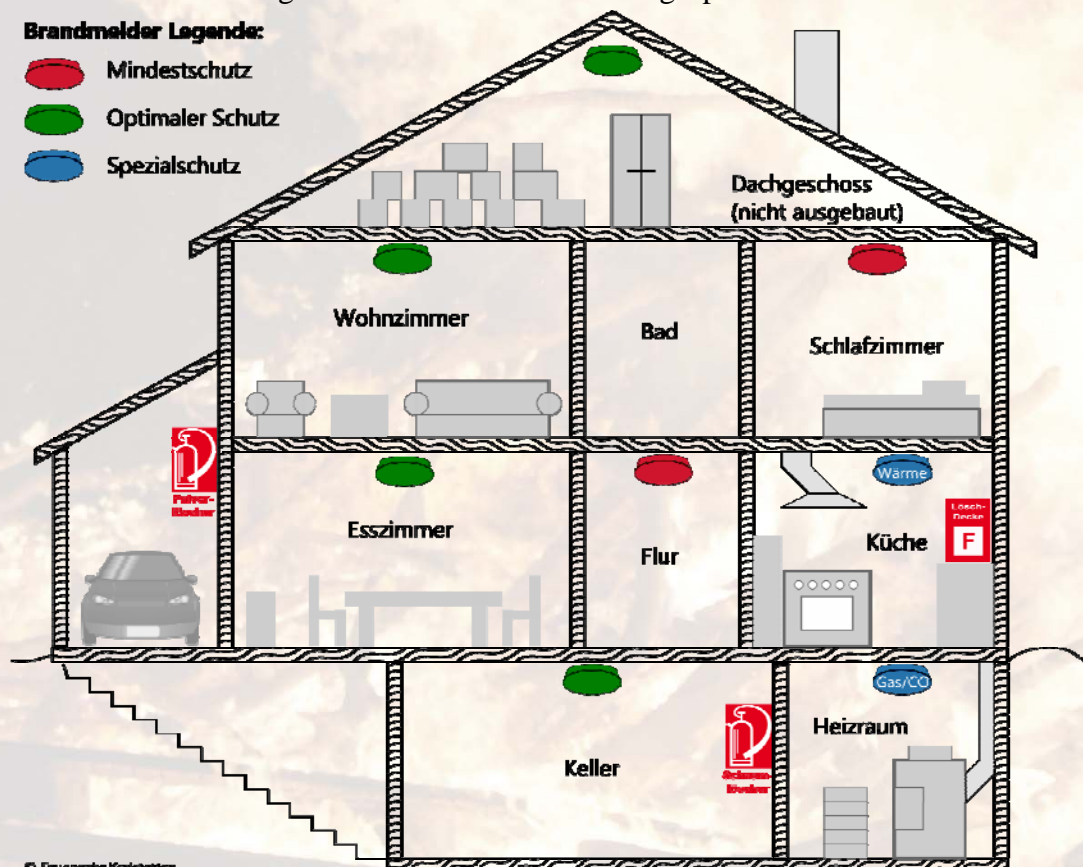 Brandmelder Legende:
Mindestschutz
Optimaler Schutz
Spezialschutz
Dachgeschoss
(nicht ausgebaut)
Wohnzimmer
Bad
Schlafzimmer
Pulver-
löscher
Esszimmer
Flur
Wärme
Küche
Lösch-
Decke
F
Keller
Schaum-
löscher
Gas/CO
Heizraum